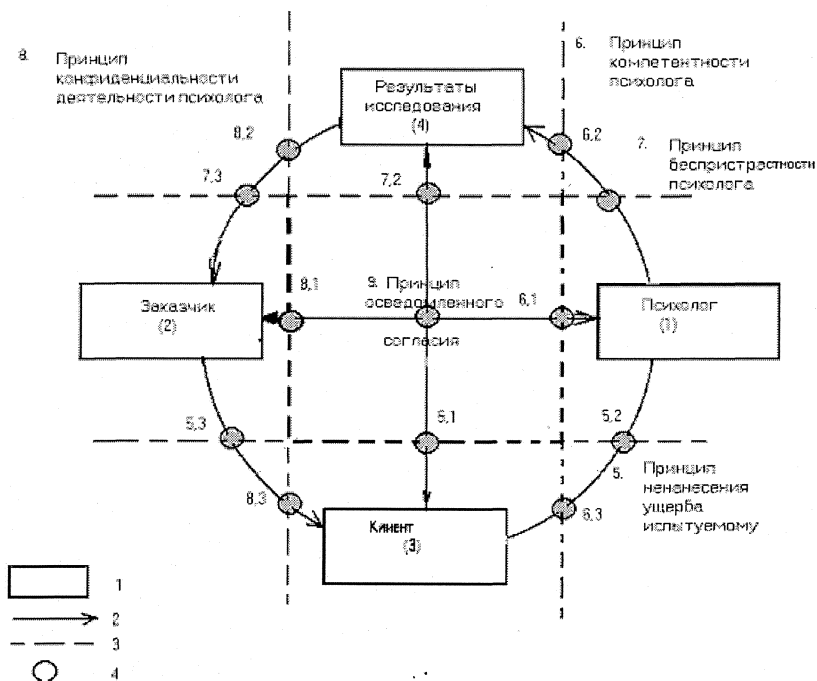 8. Принцип
конфиденциальности
деятельности психолога
6. Принцип
компетентности
психолога
Результаты
исследования
(4)
8,2
6,2
7. Принцип
беспристрастности
психолога
7,3
7,2
Заказчик
(2)
8,1
9. Принцип
осведомленного
согласия
6,1
Психолог
(1)
5,3
5,1
5,2
5. Принцип
ненанесения
ущерба
испытуемому
8,3
6,3
Клиент
(3)
1
2
3
4